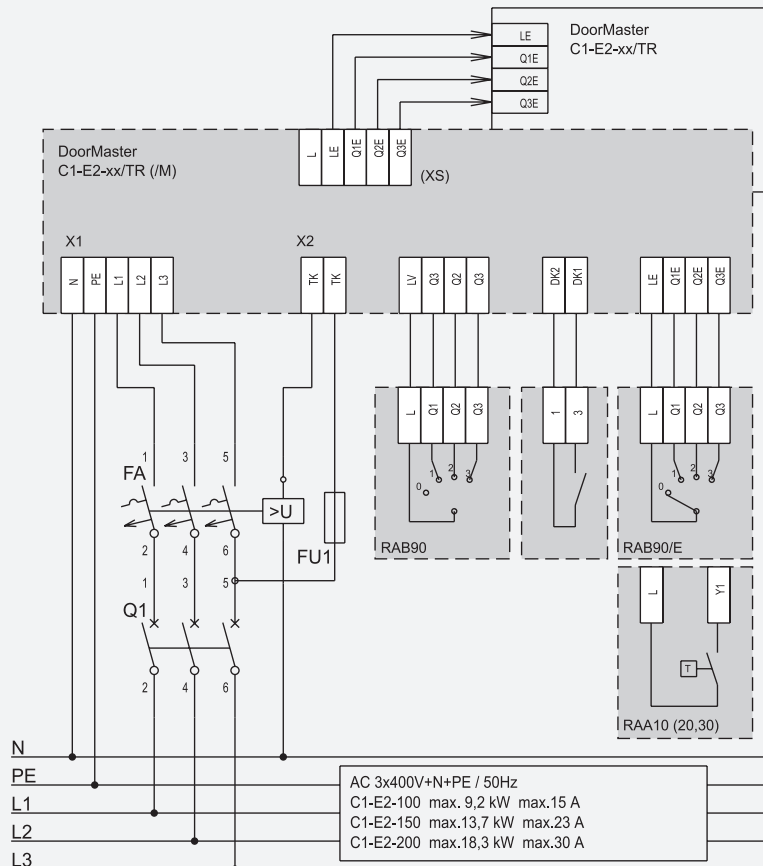 LE
Q1E
Q2E
Q3E
DoorMaster
C1-E2-xx/TR
DoorMaster
C1-E2-xx/TR (/M)
L
LE
Q1E
Q2E
Q3E
(XS)
X1
X2
N
PE
L1
L2
L3
TK
TK
LV
Q3
Q2
Q3
DK2
DK1
LE
Q1E
Q2E
Q3E
L
Q1
Q2
Q3
0
1
2
3
RAB90
1
3
L
Q1
Q2
Q3
0
1
2
3
RAB90/E
1
3
5
FA
>U
FU1
2
4
6
1
3
5
Q1
2
4
6
L
Y1
T
RAA10 (20,30)
N
PE
L1
L2
L3
AC 3x400V+N+PE / 50Hz
C1-E2-100 max. 9,2 kW max.15 A
C1-E2-150 max.13,7 kW max.23 A
C1-E2-200 max.18,3 kW max.30 A